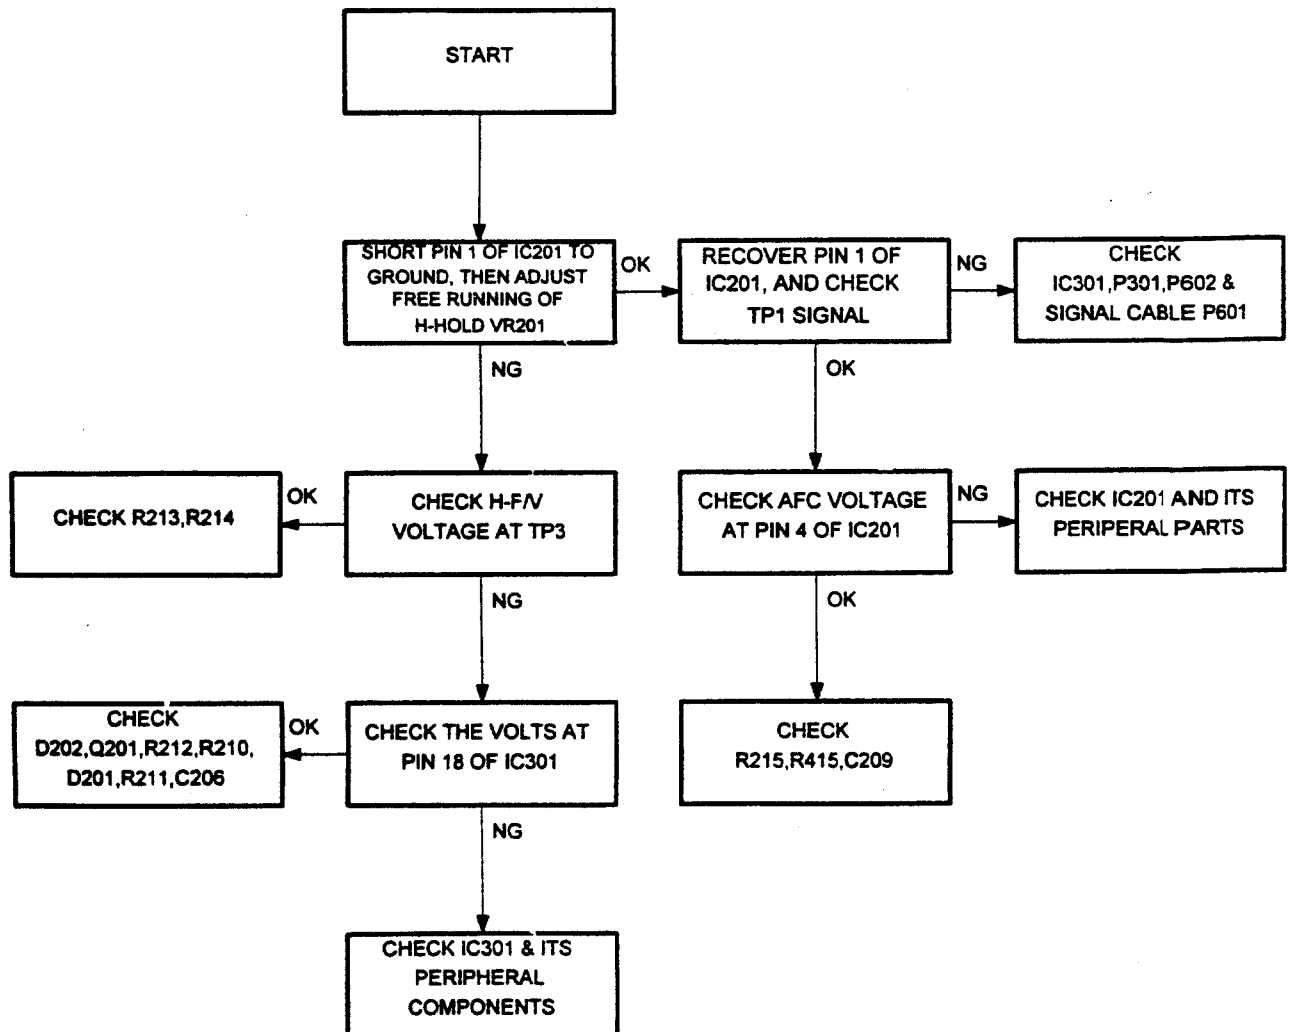 START
SHORT PIN 1 OF IC201 TO
GROUND, THEN ADJUST
FREE RUNNING OF
H-HOLD VR201
OK
RECOVER PIN 1 OF
IC201, AND CHECK
TP1 SIGNAL
NG
CHECK
IC301,P301,P602 &
SIGNAL CABLE P601
NG
OK
CHECK R213,R214
OK
CHECK H-F/V
VOLTAGE AT TP3
CHECK AFC VOLTAGE
AT PIN 4 OF IC201
NG
CHECK IC201 AND ITS
PERIPERAL PARTS
NG
OK
CHECK
D202,Q201,R212,R210,
D201,R211,C206
OK
CHECK THE VOLTS AT
PIN 18 OF IC301
CHECK
R215,R415,C209
NG
CHECK IC301 & ITS
PERIPHERAL
COMPONENTS